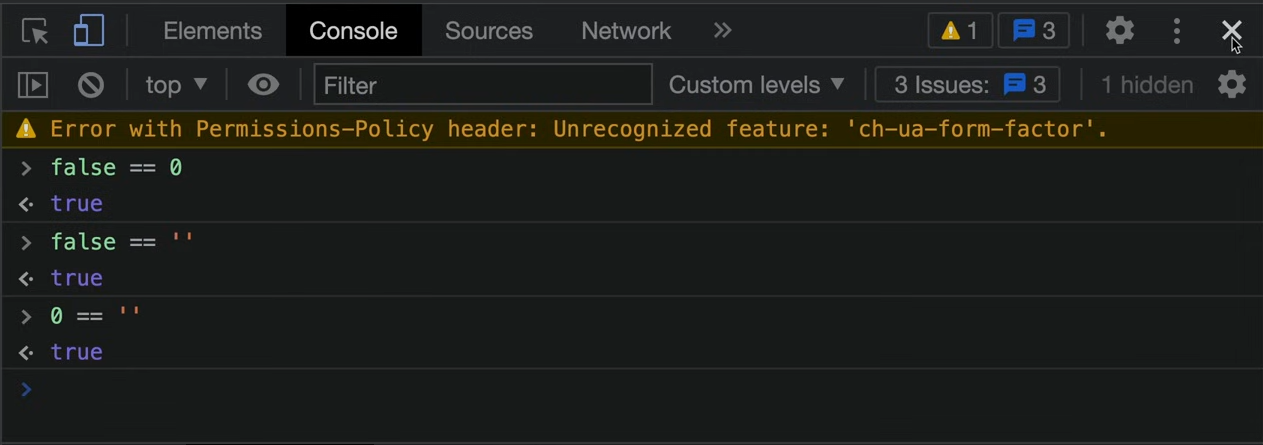 Elements Console Sources Network » 1 3
top ▼ Filter Custom levels ▼ 3 Issues: 3 1 hidden
Error with Permissions-Policy header: Unrecognized feature: 'ch-ua-form-factor'.
> false == 0
<· true
> false == ''
<· true
> 0 == ''
<· true
>